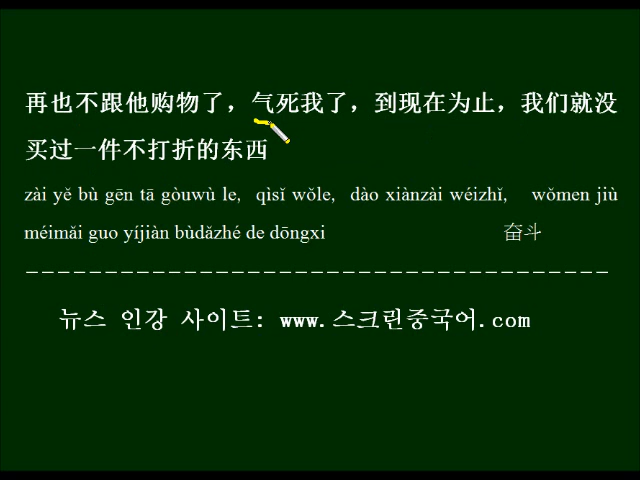 再也不跟他购物了，气死我了，到现在为止，我们就没
买过一件不打折的东西
zài yě bù gēn tā gòuwù le,   qìsǐ wǒle,   dào xiànzài wéizhǐ,    wǒmen jiù
méimǎi guo yíjiàn bùdǎzhé de dōngxi 奋斗
--------------------------------------
뉴스 인강 사이트: www.스크린중국어.com